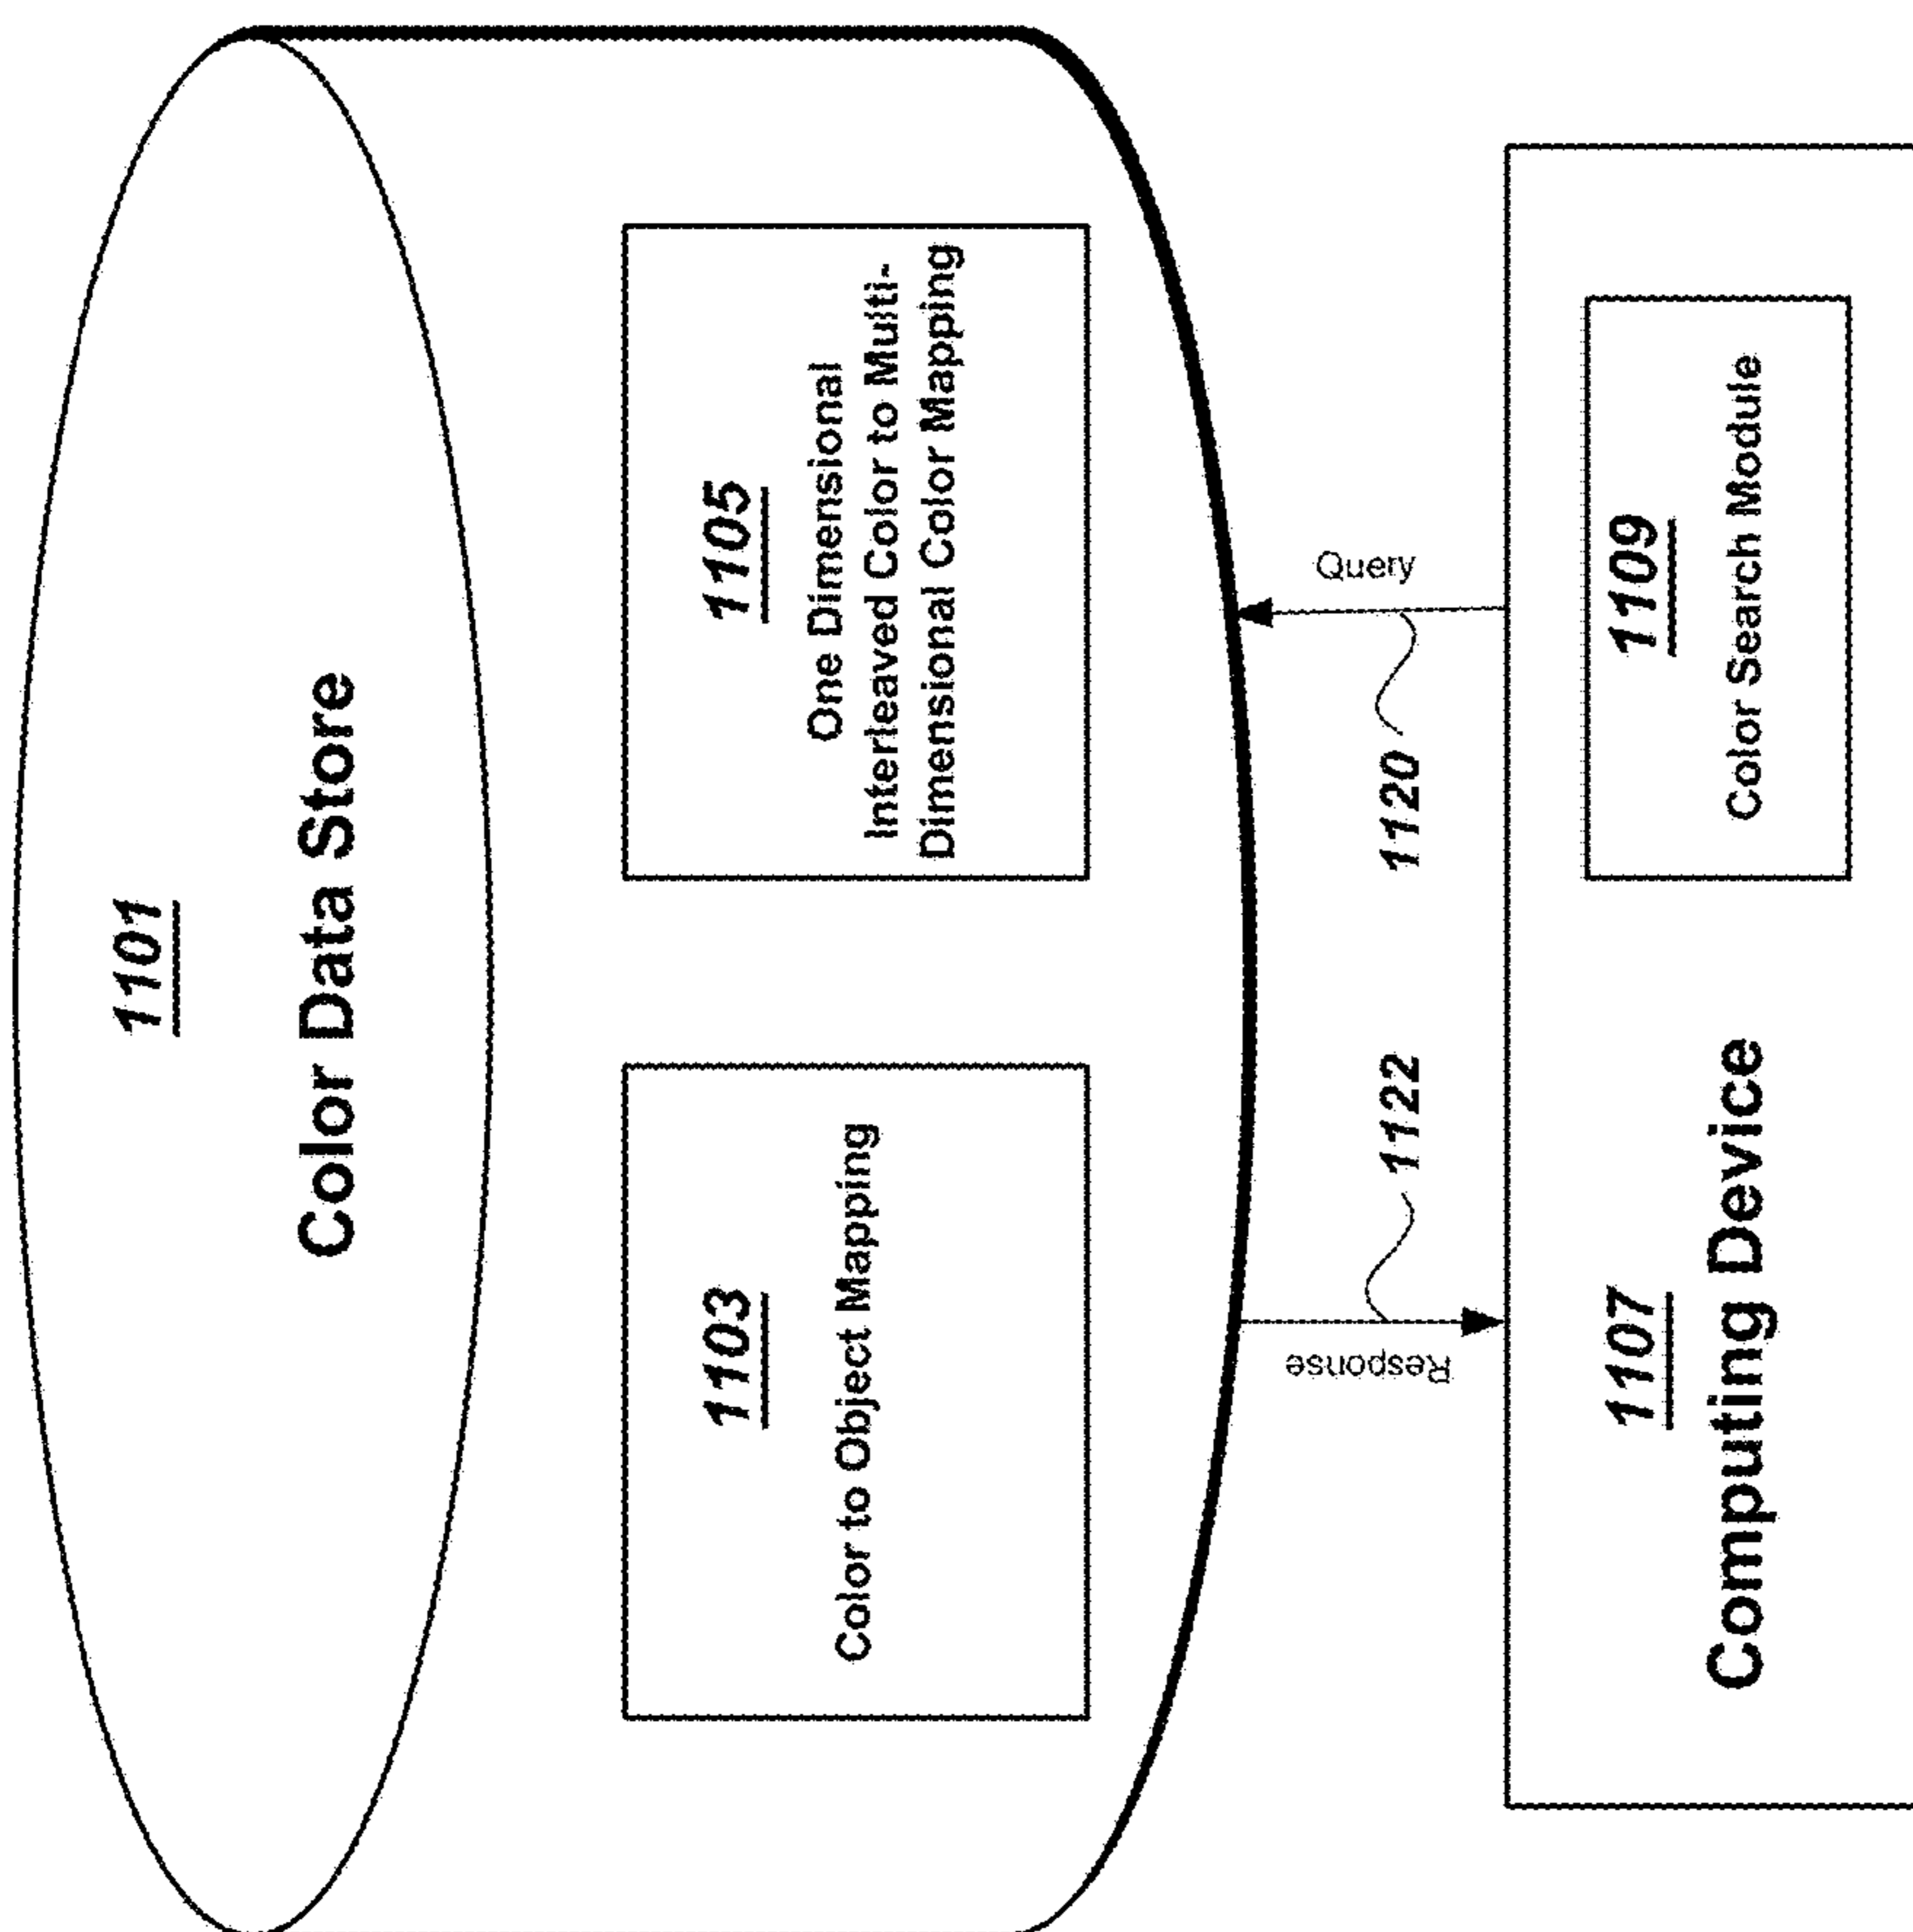 1101
Color Data Store
1103
Color to Object Mapping
1105
One Dimensional
Interleaved Color to Multi-
Dimensional Color Mapping
Response
1122
1120
Query
1107
Computing Device
1109
Color Search Module